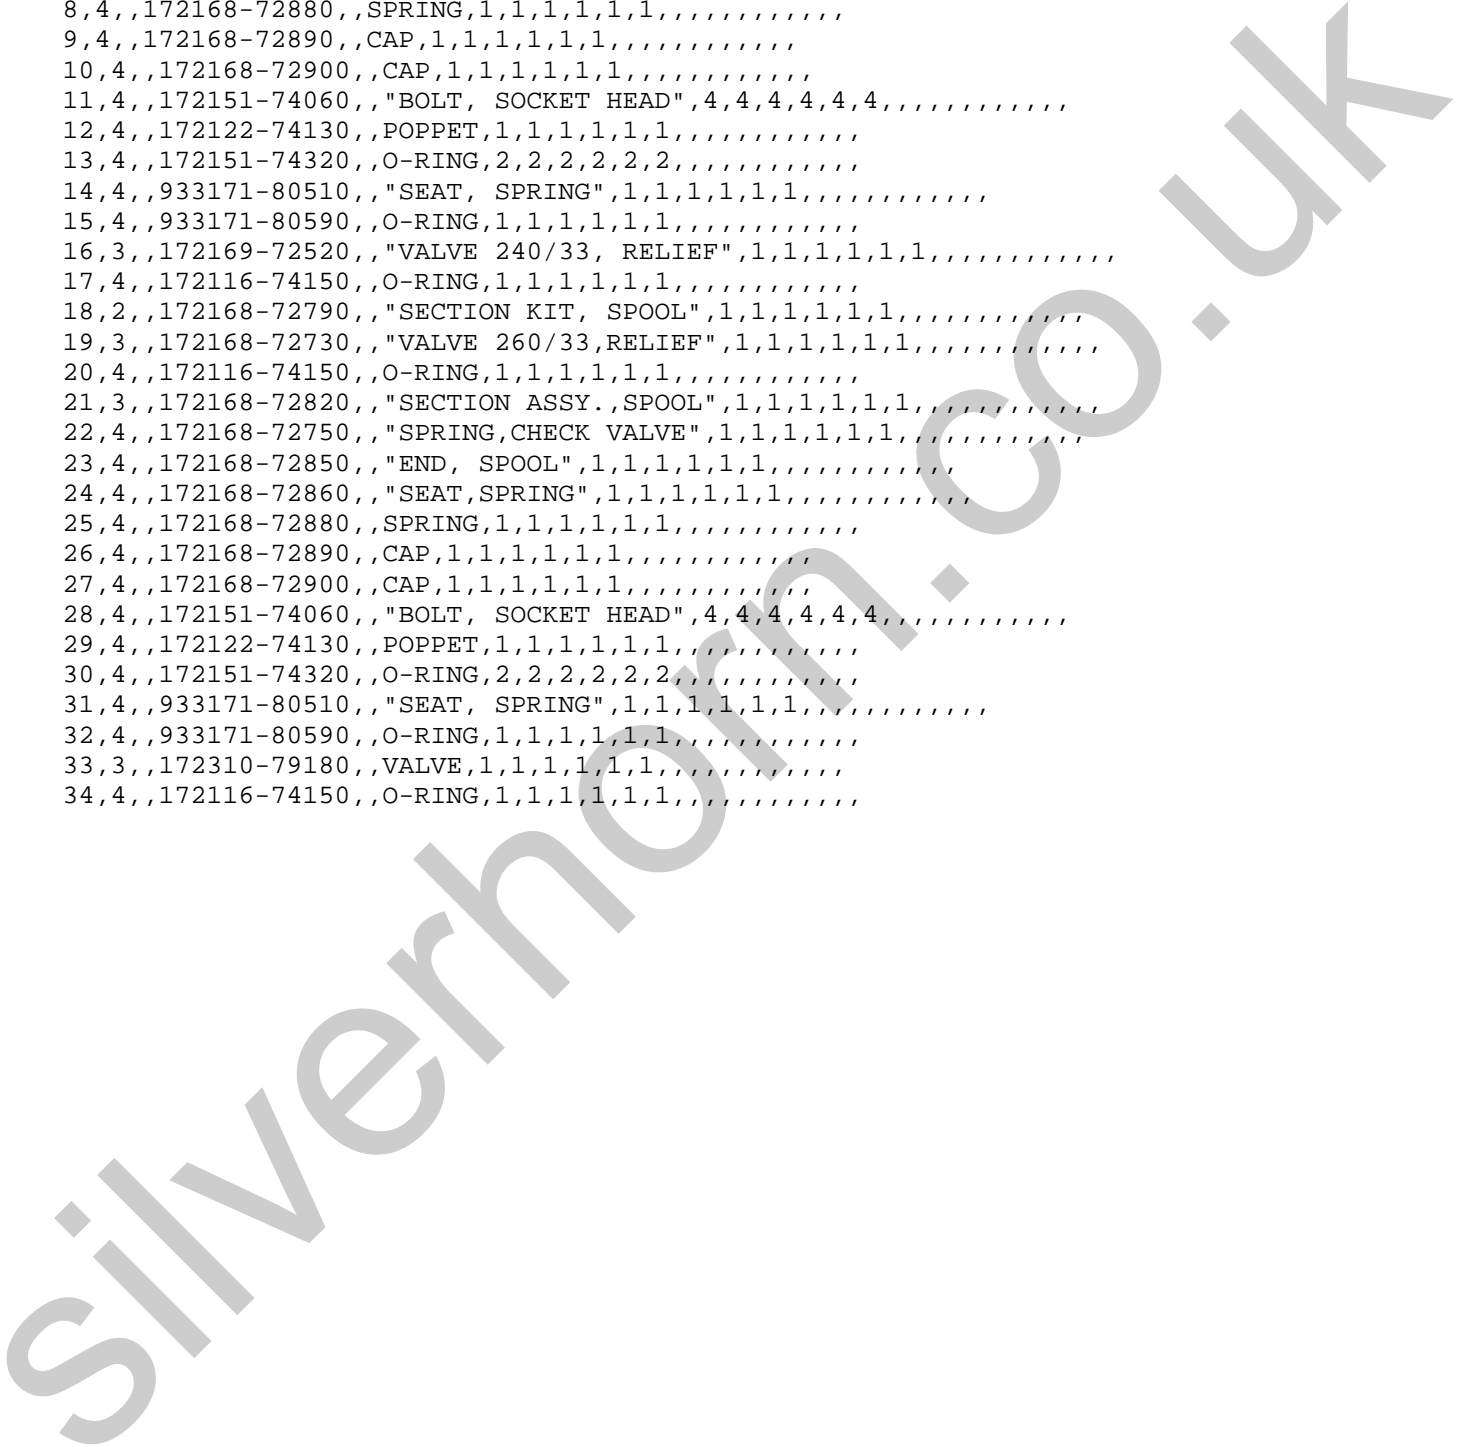 8,4,,172168-72880,,SPRING,1,1,1,1,1,1,,,,,,,,,,,,
9,4,,172168-72890,,CAP,1,1,1,1,1,1,,,,,,,,,,,,
10,4,,172168-72900,,CAP,1,1,1,1,1,1,,,,,,,,,,,,
11,4,,172151-74060,,"BOLT, SOCKET HEAD",4,4,4,4,4,4,,,,,,,,,,,,
12,4,,172122-74130,,POPPET,1,1,1,1,1,1,,,,,,,,,,,,
13,4,,172151-74320,,O-RING,2,2,2,2,2,2,,,,,,,,,,,,
14,4,,933171-80510,,"SEAT, SPRING",1,1,1,1,1,1,,,,,,,,,,,,
15,4,,933171-80590,,O-RING,1,1,1,1,1,1,,,,,,,,,,,,
16,3,,172169-72520,,"VALVE 240/33, RELIEF",1,1,1,1,1,1,,,,,,,,,,,,
17,4,,172116-74150,,O-RING,1,1,1,1,1,1,,,,,,,,,,,,
18,2,,172168-72790,,"SECTION KIT, SPOOL",1,1,1,1,1,1,,,,,,,,,,,,
19,3,,172168-72730,,"VALVE 260/33,RELIEF",1,1,1,1,1,1,,,,,,,,,,,,
20,4,,172116-74150,,O-RING,1,1,1,1,1,1,,,,,,,,,,,,
21,3,,172168-72820,,"SECTION ASSY.,SPOOL",1,1,1,1,1,1,,,,,,,,,,,,
22,4,,172168-72750,,"SPRING,CHECK VALVE",1,1,1,1,1,1,,,,,,,,,,,,
23,4,,172168-72850,,"END, SPOOL",1,1,1,1,1,1,,,,,,,,,,,,
24,4,,172168-72860,,"SEAT,SPRING",1,1,1,1,1,1,,,,,,,,,,,,
25,4,,172168-72880,,SPRING,1,1,1,1,1,1,,,,,,,,,,,,
26,4,,172168-72890,,CAP,1,1,1,1,1,1,,,,,,,,,,,,
27,4,,172168-72900,,CAP,1,1,1,1,1,1,,,,,,,,,,,,
28,4,,172151-74060,,"BOLT, SOCKET HEAD",4,4,4,4,4,4,,,,,,,,,,,,
29,4,,172122-74130,,POPPET,1,1,1,1,1,1,,,,,,,,,,,,
30,4,,172151-74320,,O-RING,2,2,2,2,2,2,,,,,,,,,,,,
31,4,,933171-80510,,"SEAT, SPRING",1,1,1,1,1,1,,,,,,,,,,,,
32,4,,933171-80590,,O-RING,1,1,1,1,1,1,,,,,,,,,,,,
33,3,,172310-79180,,VALVE,1,1,1,1,1,1,,,,,,,,,,,,
34,4,,172116-74150,,O-RING,1,1,1,1,1,1,,,,,,,,,,,,
silverhorn.co.uk